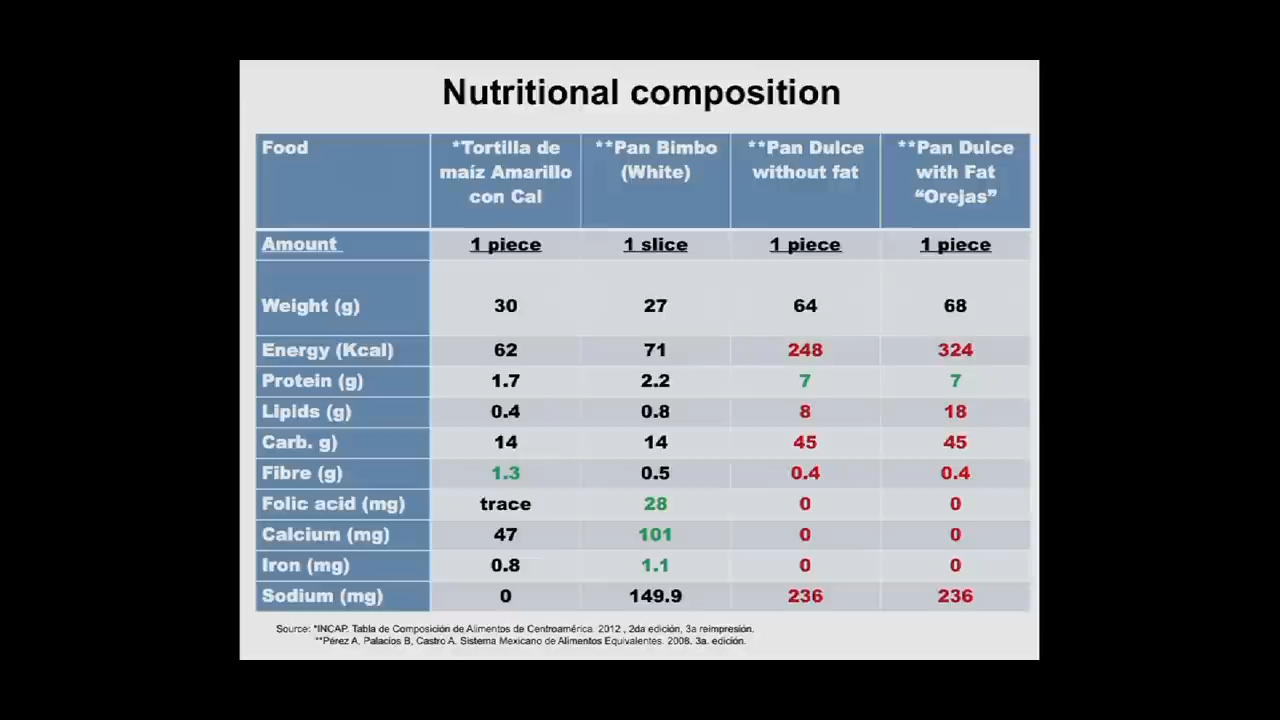 Nutritional composition
Food *Tortilla de maíz Amarillo con Cal **Pan Bimbo (White) **Pan Dulce without fat **Pan Dulce with Fat “Orejas”
Amount 1 piece 1 slice 1 piece 1 piece
Weight (g) 30 27 64 68
Energy (Kcal) 62 71 248 324
Protein (g) 1.7 2.2 7 7
Lipids (g) 0.4 0.8 8 18
Carb. g) 14 14 45 45
Fibre (g) 1.3 0.5 0.4 0.4
Folic acid (mg) trace 28 0 0
Calcium (mg) 47 101 0 0
Iron (mg) 0.8 1.1 0 0
Sodium (mg) 0 149.9 236 236
Source: *INCAP. Tabla de Composición de Alimentos de Centroamérica. 2012 , 2da edición, 3a reimpresión.
**Pérez A, Palacios B, Castro A. Sistema Mexicano de Alimentos Equivalentes. 2008. 3a. edición.